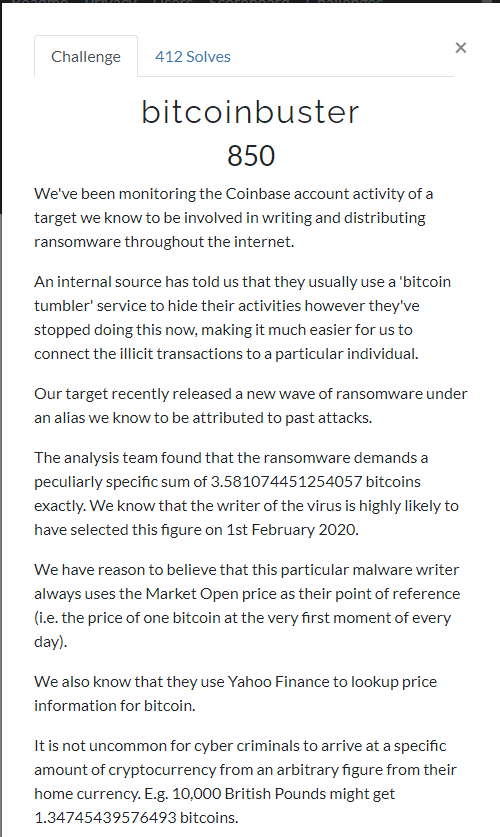 Challenge
412 Solves
×
bitcoinbuster
850
We've been monitoring the Coinbase account activity of a
target we know to be involved in writing and distributing
ransomware throughout the internet.
An internal source has told us that they usually use a 'bitcoin
tumbler' service to hide their activities however they've
stopped doing this now, making it much easier for us to
connect the illicit transactions to a particular individual.
Our target recently released a new wave of ransomware under
an alias we know to be attributed to past attacks.
The analysis team found that the ransomware demands a
peculiarly specific sum of 3.581074451254057 bitcoins
exactly. We know that the writer of the virus is highly likely to
have selected this figure on 1st February 2020.
We have reason to believe that this particular malware writer
always uses the Market Open price as their point of reference
(i.e. the price of one bitcoin at the very first moment of every
day).
We also know that they use Yahoo Finance to lookup price
information for bitcoin.
It is not uncommon for cyber criminals to arrive at a specific
amount of cryptocurrency from an arbitrary figure from their
home currency. E.g. 10,000 British Pounds might get
1.34745439576493 bitcoins.